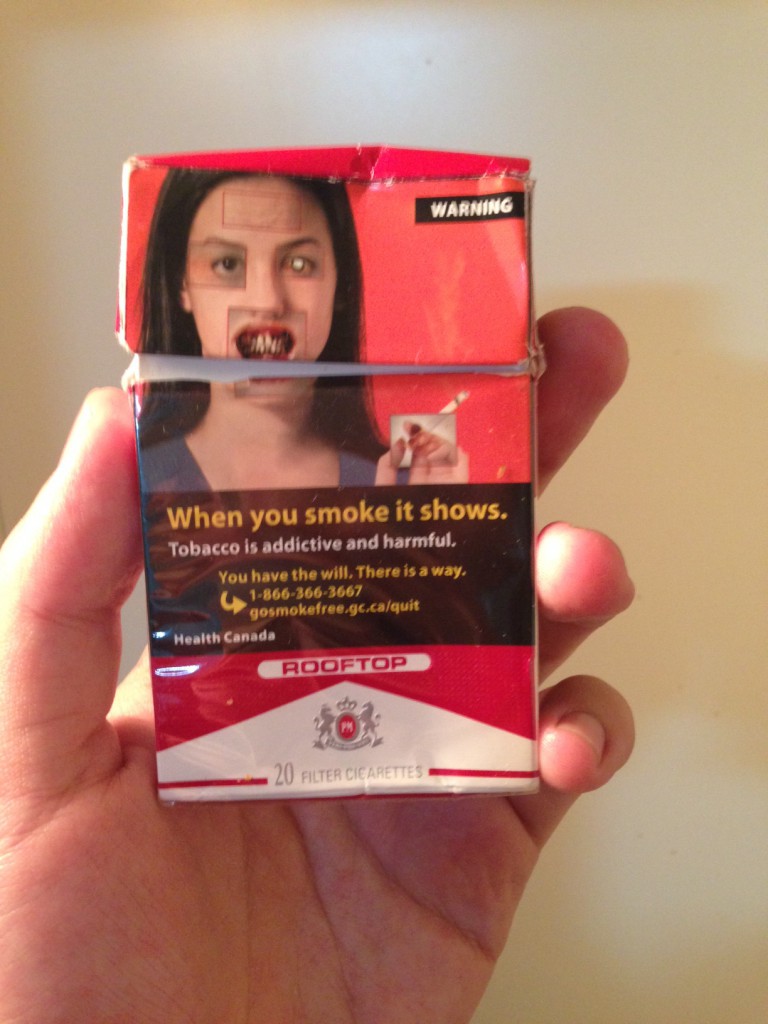 WARNING
When you smoke it shows.
Tobacco is addictive and harmful.
You have the will. There is a way.
1-866-366-3667
gosmokefree.gc.ca/quit
Health Canada
ROOFTOP
PM
20 FILTER CIGARETTES